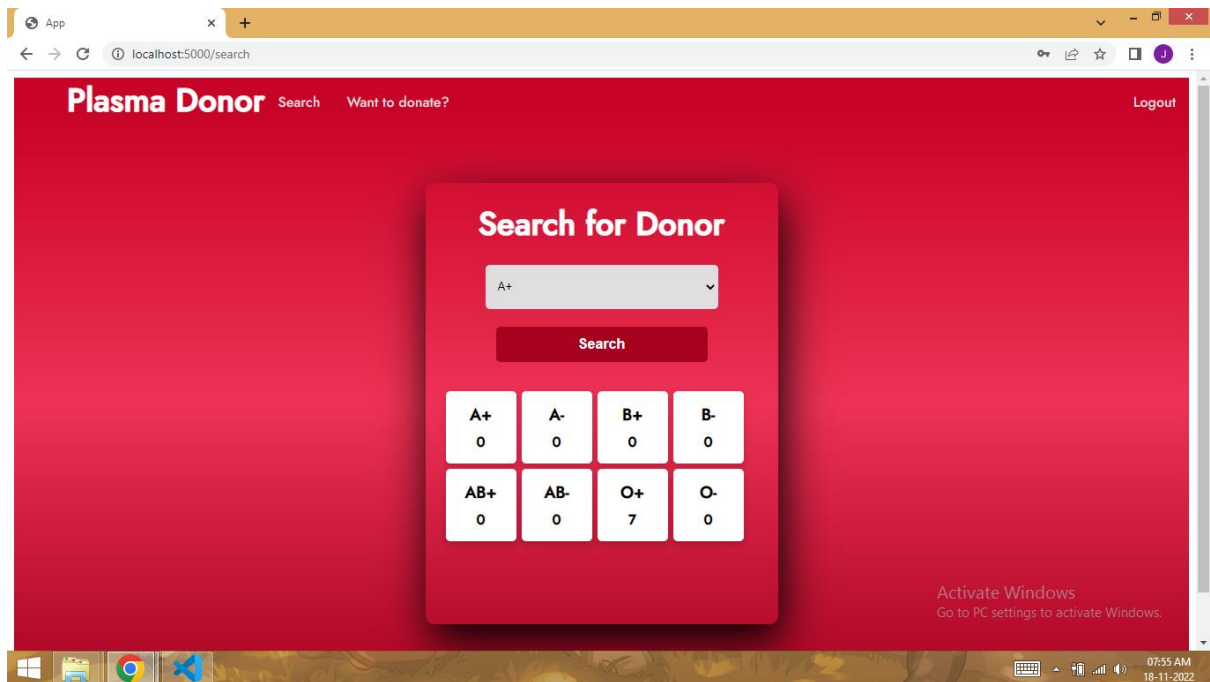 App
localhost:5000/search
J
Plasma Donor Search Want to donate? Logout
Search for Donor
A+
Search
A+ A- B+ B-
0 0 0 0
AB+ AB- O+ O-
0 0 7 0
Activate Windows
Go to PC settings to activate Windows.
07:55 AM
18-11-2022